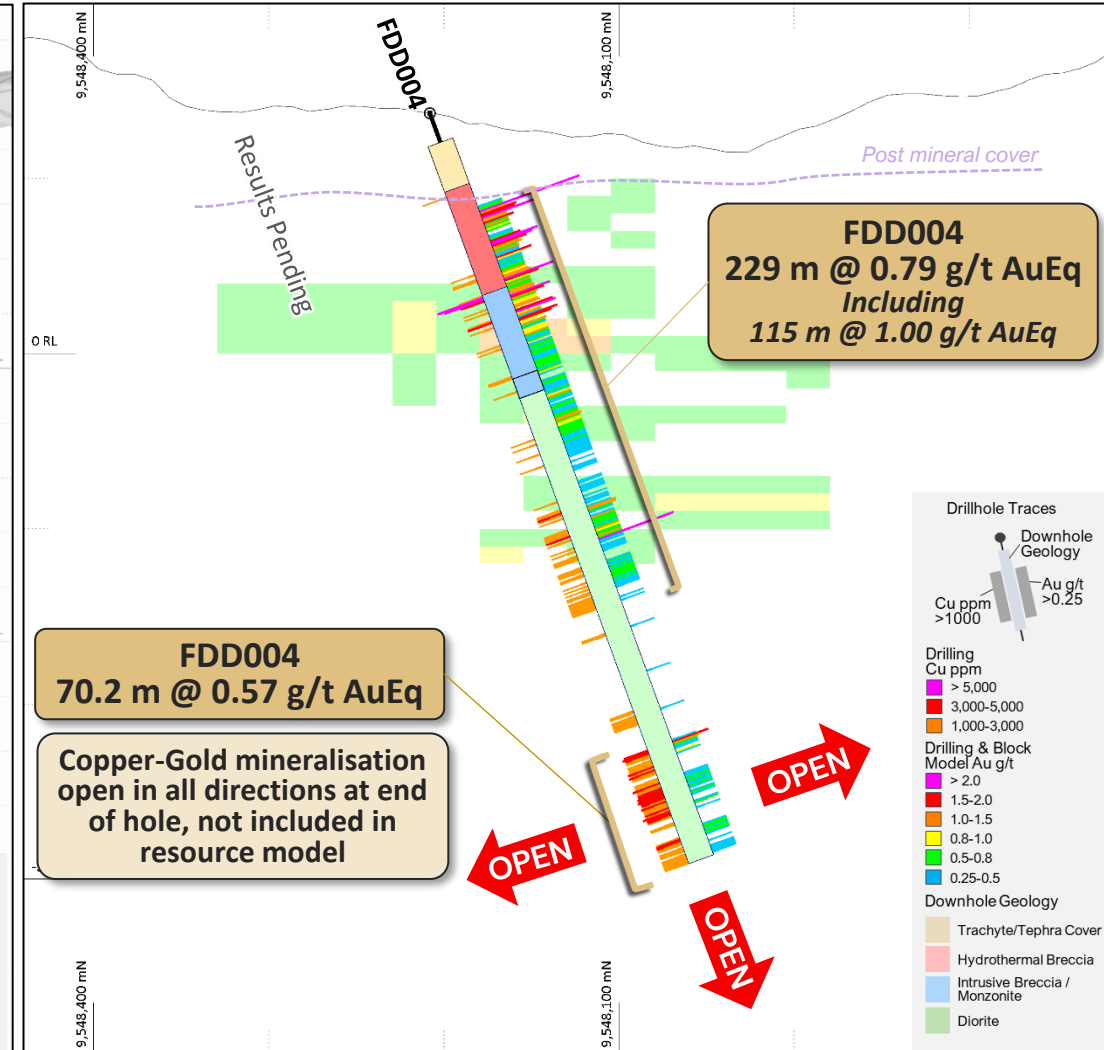 9,548,400 mN
9,548,100 mN
FDD004
Results Pending
Post mineral cover
FDD004
229 m @ 0.79 g/t AuEq
Including
115 m @ 1.00 g/t AuEq
0 RL
FDD004
70.2 m @ 0.57 g/t AuEq
Copper-Gold mineralisation
open in all directions at end
of hole, not included in
resource model
OPEN
OPEN
OPEN
Drillhole Traces
Downhole
Geology
Au g/t
>0.25
Cu ppm
>1000
Drilling
Cu ppm
> 5,000
3,000-5,000
1,000-3,000
Drilling & Block
Model Au g/t
> 2.0
1.5-2.0
1.0-1.5
0.8-1.0
0.5-0.8
0.25-0.5
Downhole Geology
Trachyte/Tephra Cover
Hydrothermal Breccia
Intrusive Breccia /
Monzonite
Diorite
9,548,400 mN
9,548,100 mN